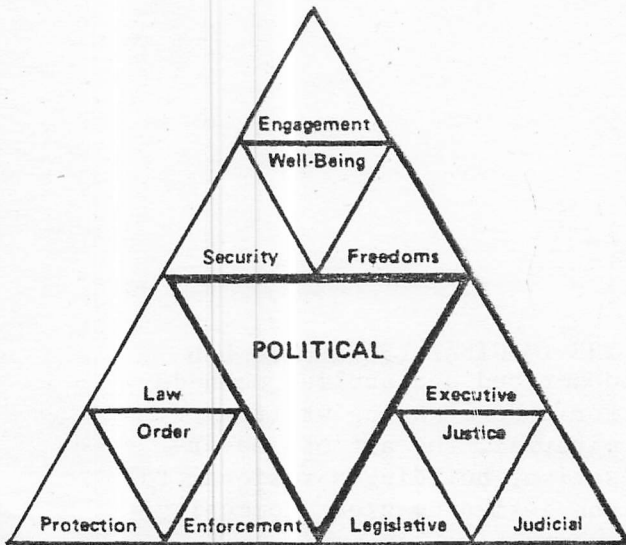 Engagement
Well-Being
Security Freedoms
POLITICAL
Law Executive
Order Justice
Protection Enforcement Legislative Judicial